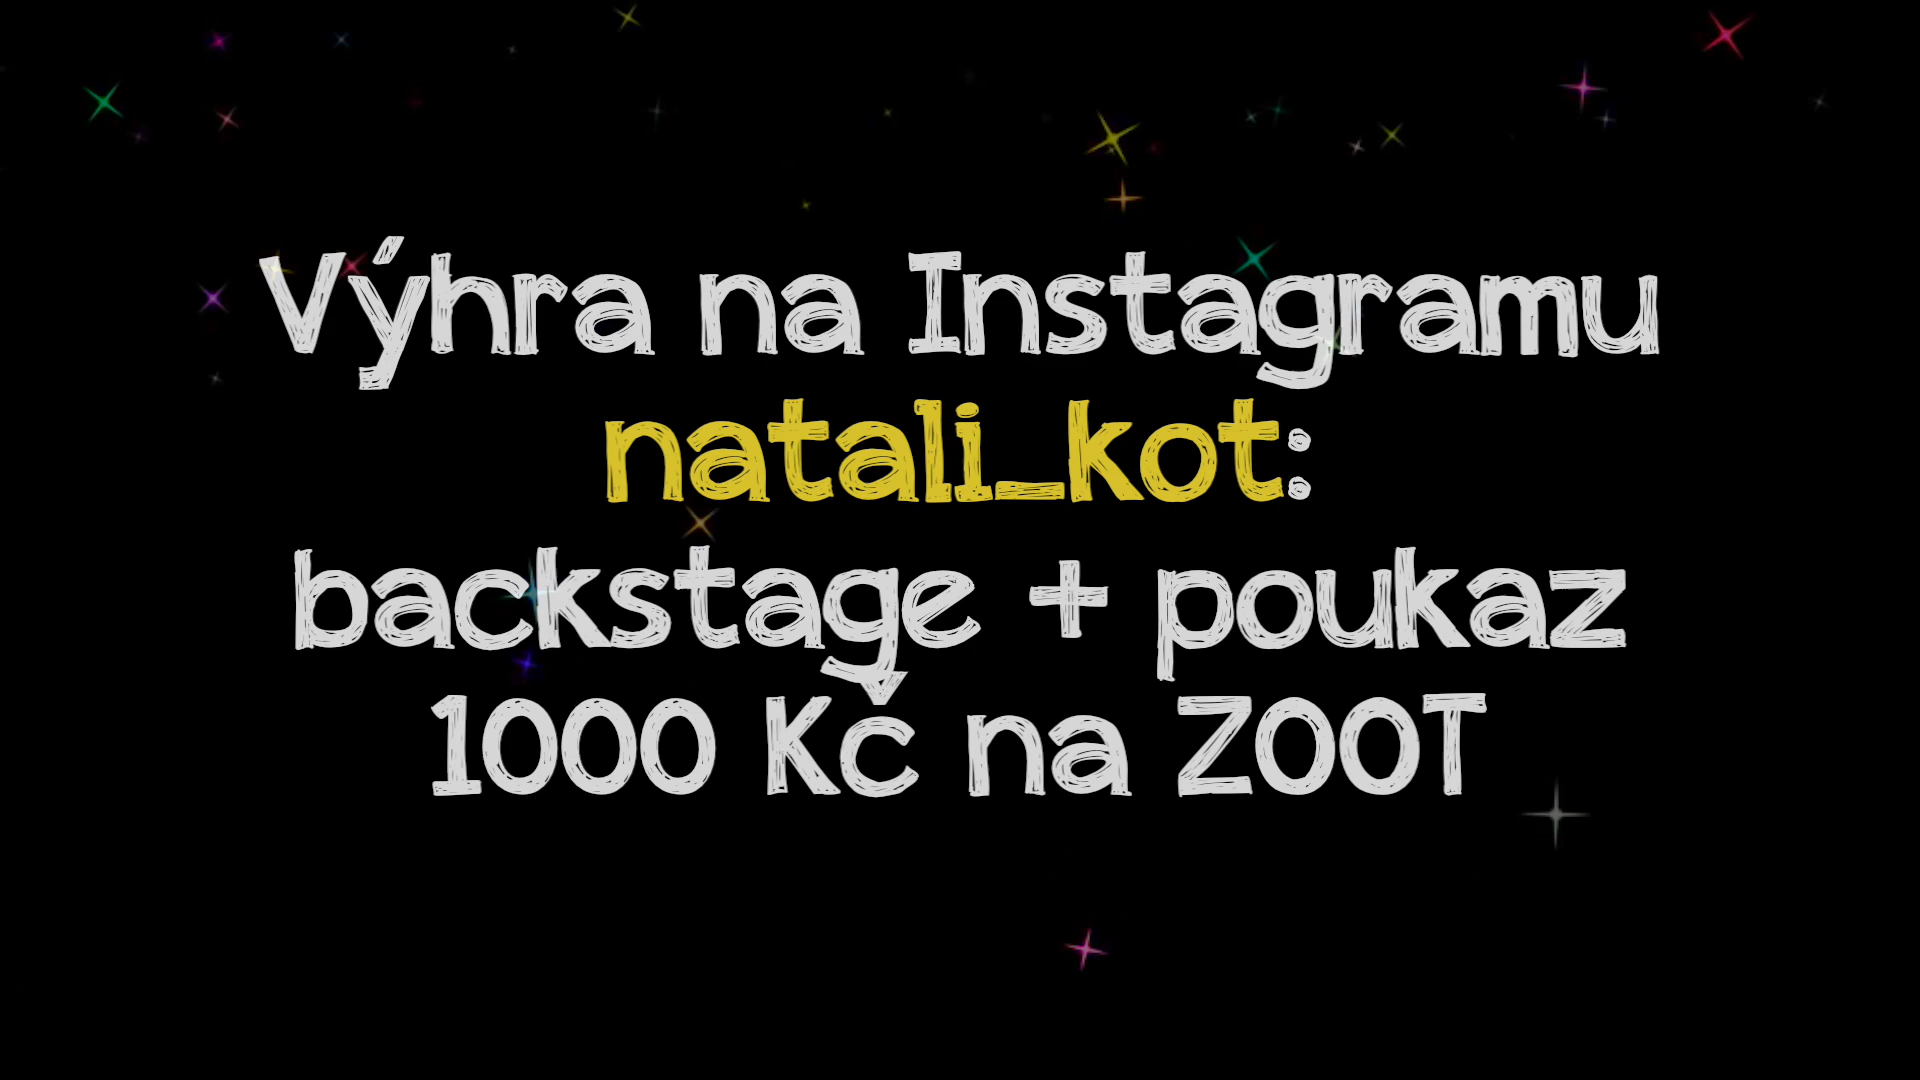 Výhra na Instagramu
natali_kot:
backstage + poukaz
1000 Kč na ZOOT